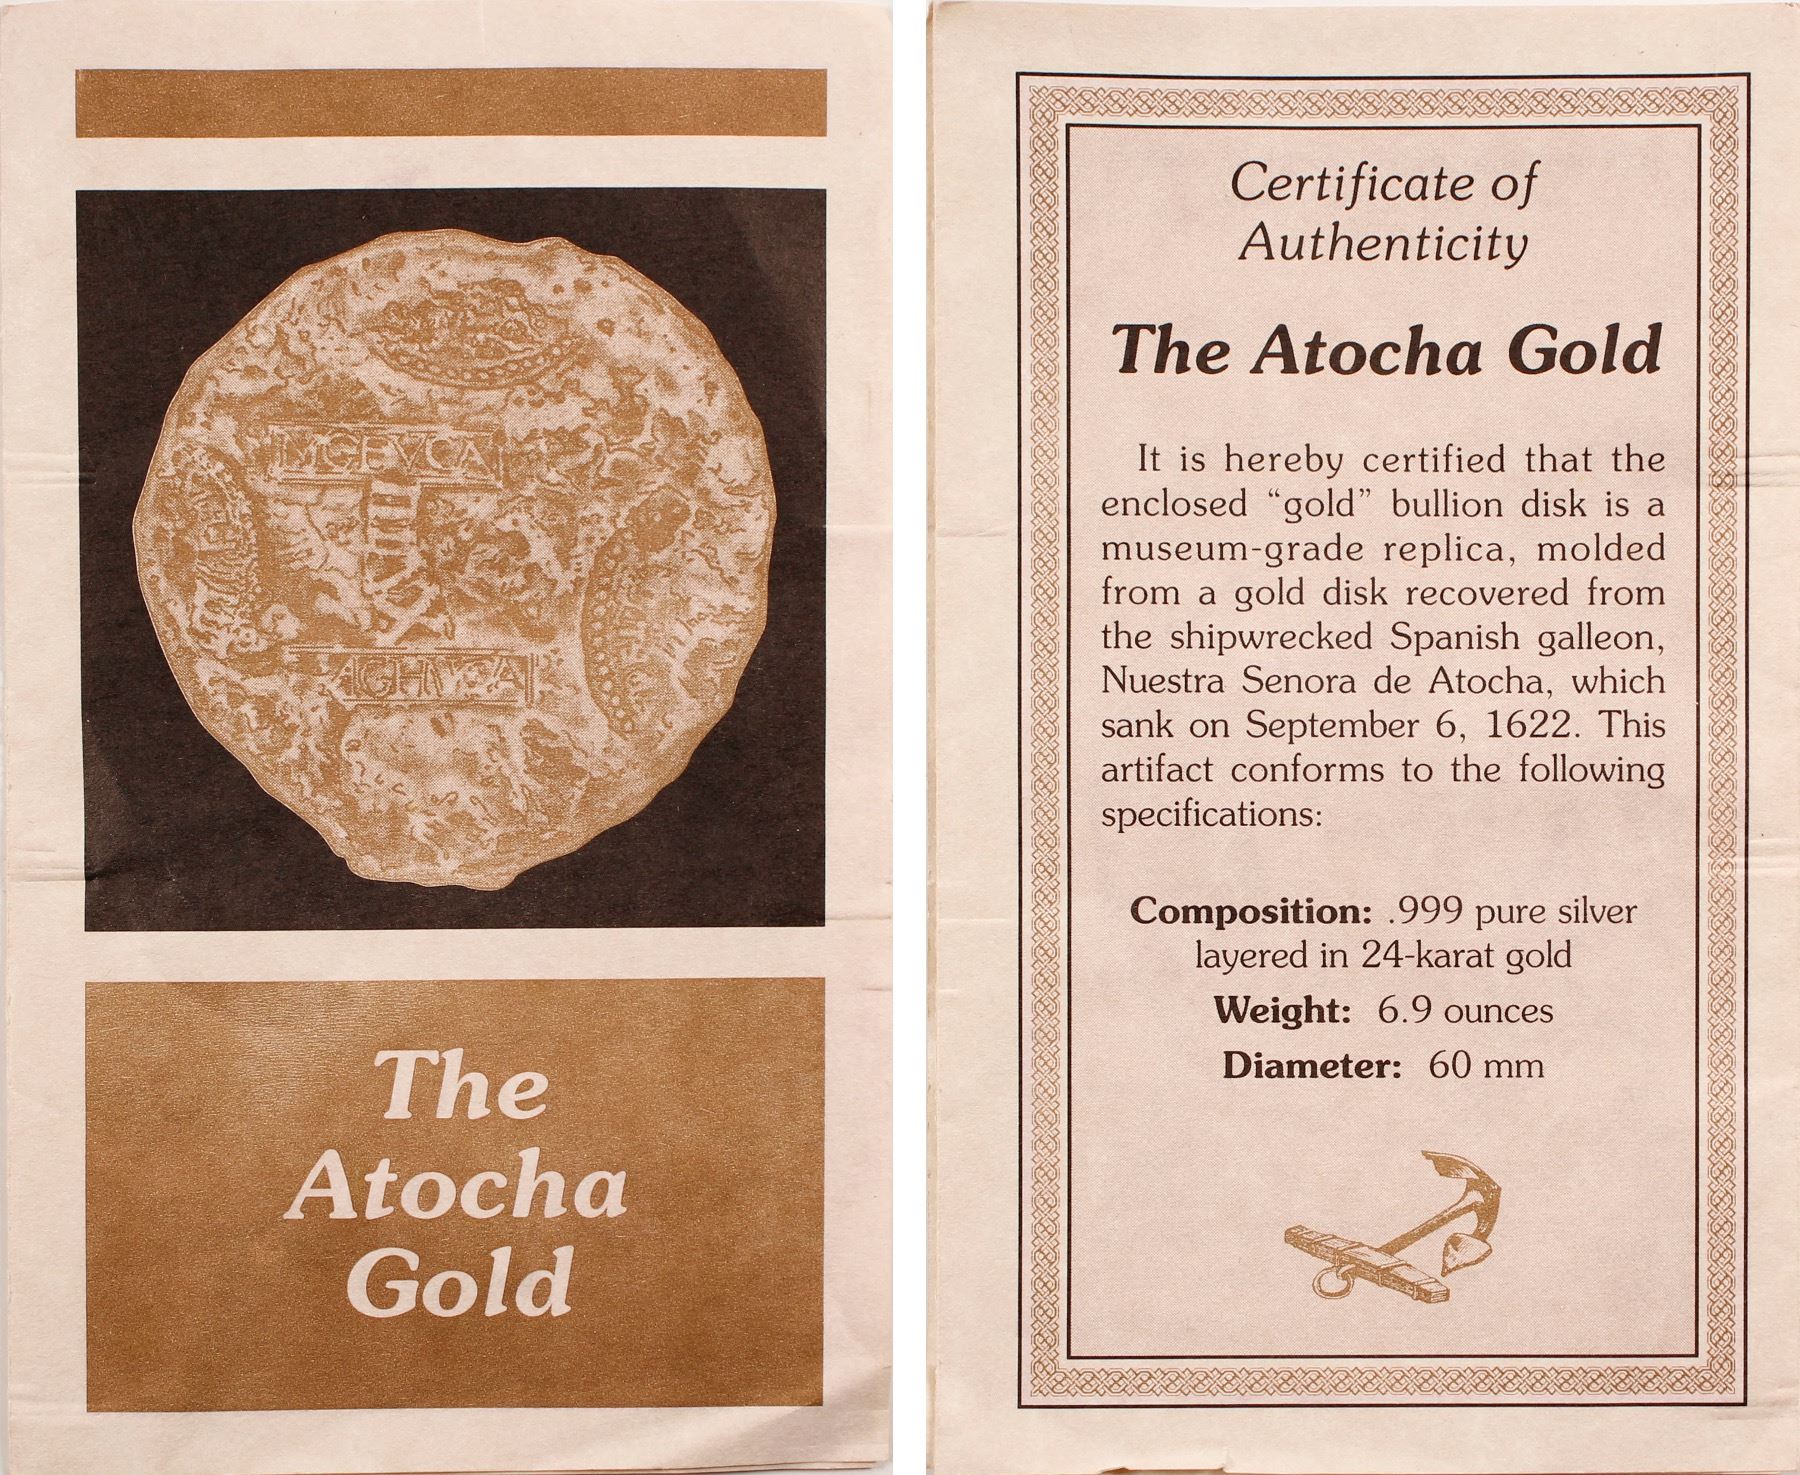 The
Atocha
Gold
Certificate of
Authenticity
The Atocha Gold
It is hereby certified that the
enclosed “gold” bullion disk is a
museum-grade replica, molded
from a gold disk recovered from
the shipwrecked Spanish galleon,
Nuestra Senora de Atocha, which
sank on September 6, 1622. This
artifact conforms to the following
specifications:
Composition: .999 pure silver
layered in 24-karat gold
Weight: 6.9 ounces
Diameter: 60 mm